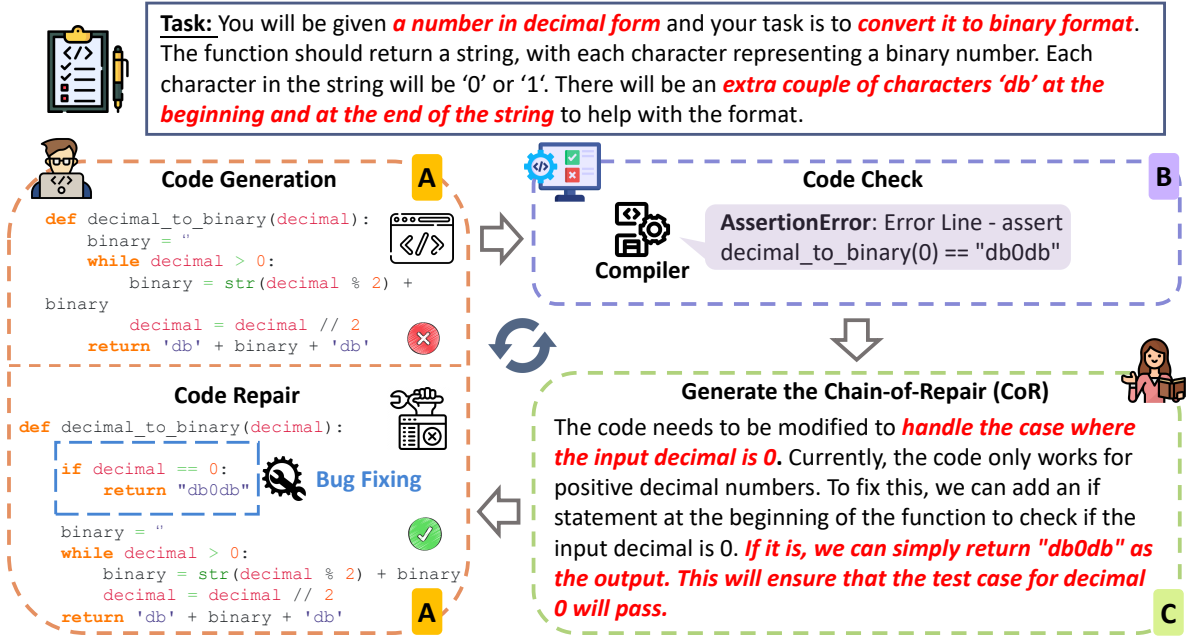 Task: You will be given a number in decimal form and your task is to convert it to binary format.
The function should return a string, with each character representing a binary number. Each
character in the string will be ‘0’ or ‘1‘. There will be an extra couple of characters ‘db’ at the
beginning and at the end of the string to help with the format.
Code Generation
A
def decimal_to_binary(decimal):
binary = ‘'
while decimal > 0:
binary = str(decimal % 2) +
binary
decimal = decimal // 2
return 'db' + binary + 'db'
</>
Code Check
B
Compiler
AssertionError: Error Line - assert
decimal_to_binary(0) == "db0db"
Code Repair
def decimal_to_binary(decimal):
if decimal == 0:
return "db0db"
Bug Fixing
binary = ‘'
while decimal > 0:
binary = str(decimal % 2) + binary
decimal = decimal // 2
return 'db' + binary + 'db'
A
Generate the Chain-of-Repair (CoR)
The code needs to be modified to handle the case where
the input decimal is 0. Currently, the code only works for
positive decimal numbers. To fix this, we can add an if
statement at the beginning of the function to check if the
input decimal is 0. If it is, we can simply return "db0db" as
the output. This will ensure that the test case for decimal
0 will pass.
C